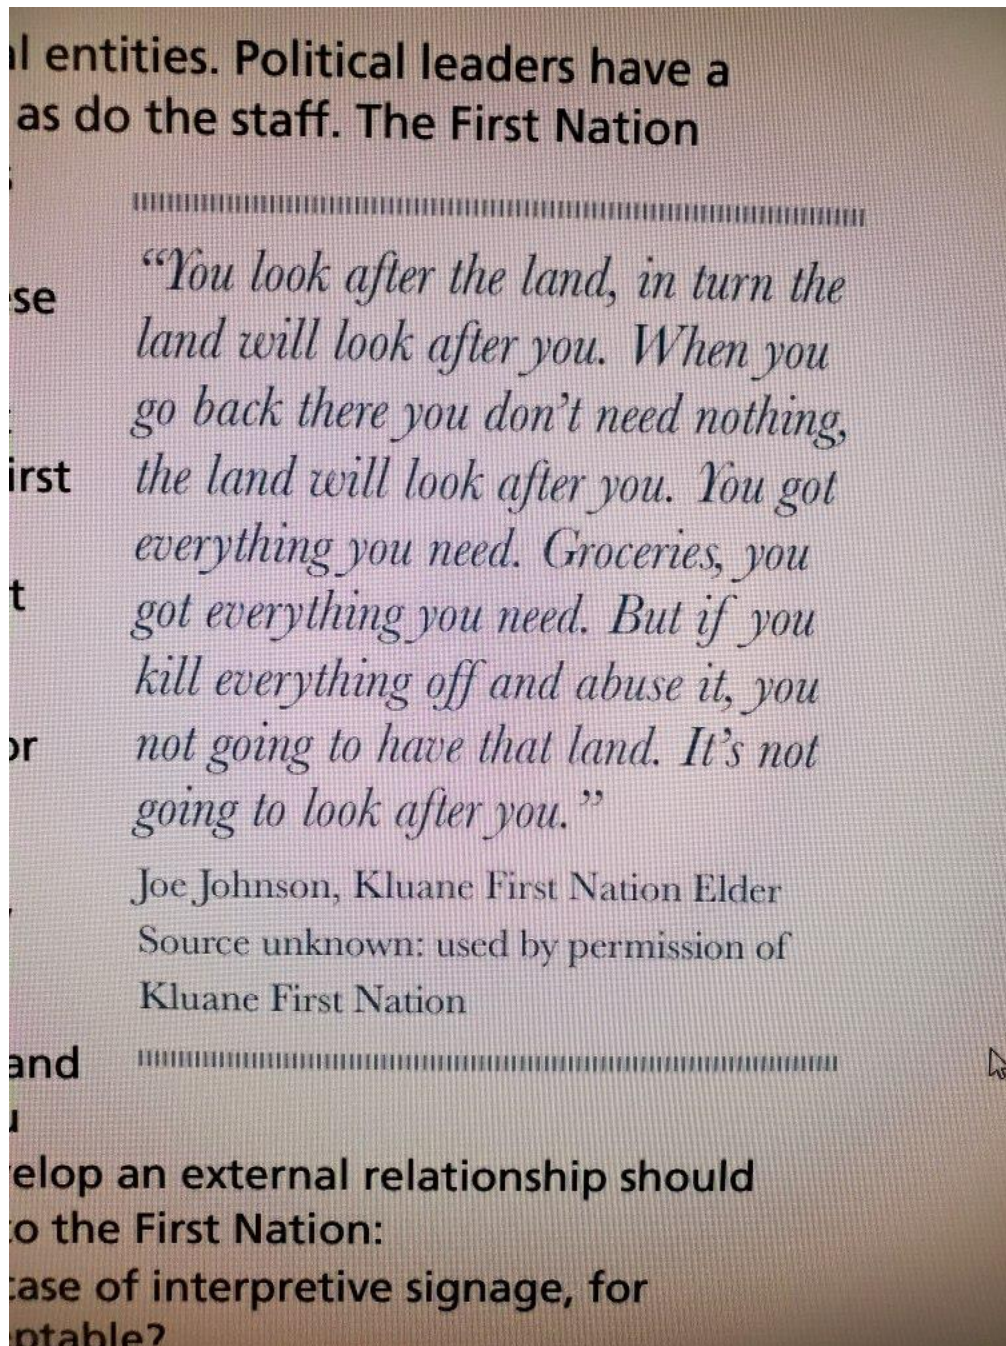 al entities. Political leaders have a
as do the staff. The First Nation
s
“You look after the land, in turn the
se
land will look after you. When you
go back there you don’t need nothing,
irst
the land will look after you. You got
everything you need. Groceries, you
t
got everything you need. But if you
kill everything off and abuse it, you
or
not going to have that land. It’s not
going to look after you.”
Joe Johnson, Kluane First Nation Elder
Source unknown: used by permission of
Kluane First Nation
and
u
elop an external relationship should
to the First Nation:
case of interpretive signage, for
ptable?